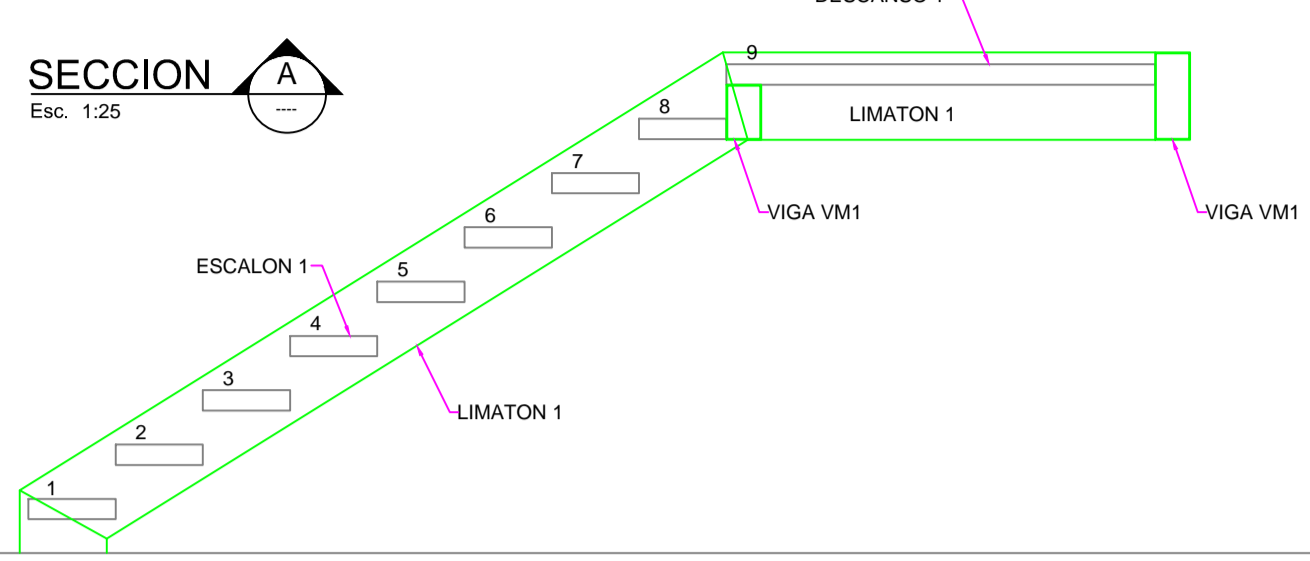 SECCION
A
----
Esc. 1:25
9
8
LIMATON 1
7
VIGA VM1
VIGA VM1
6
ESCALON 1
5
4
3
LIMATON 1
2
1